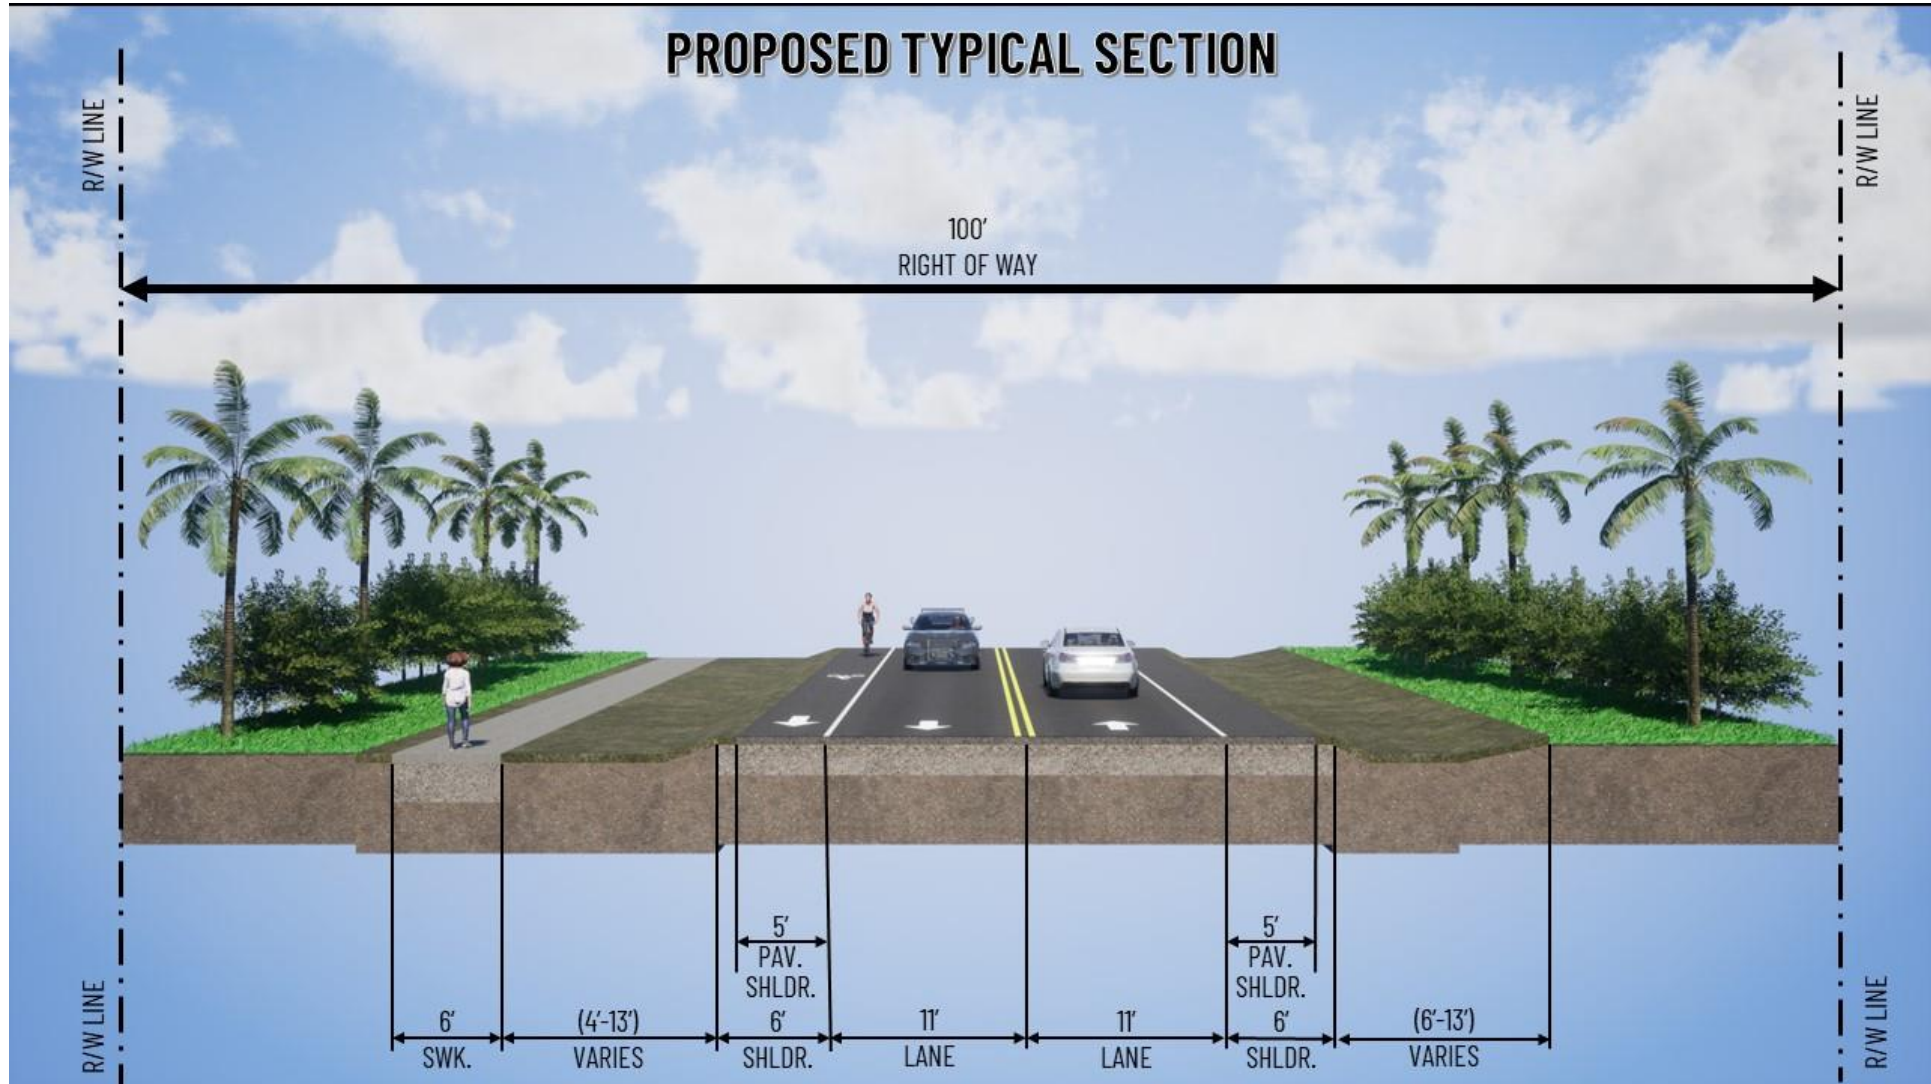 PROPOSED TYPICAL SECTION
R/W LINE
R/W LINE
100'
RIGHT OF WAY
5'
PAV.
SHLDR.
5'
PAV.
SHLDR.
R/W LINE
R/W LINE
6'
SWK.
(4'-13')
VARIES
6'
SHLDR.
11'
LANE
11'
LANE
6'
SHLDR.
(6'-13')
VARIES